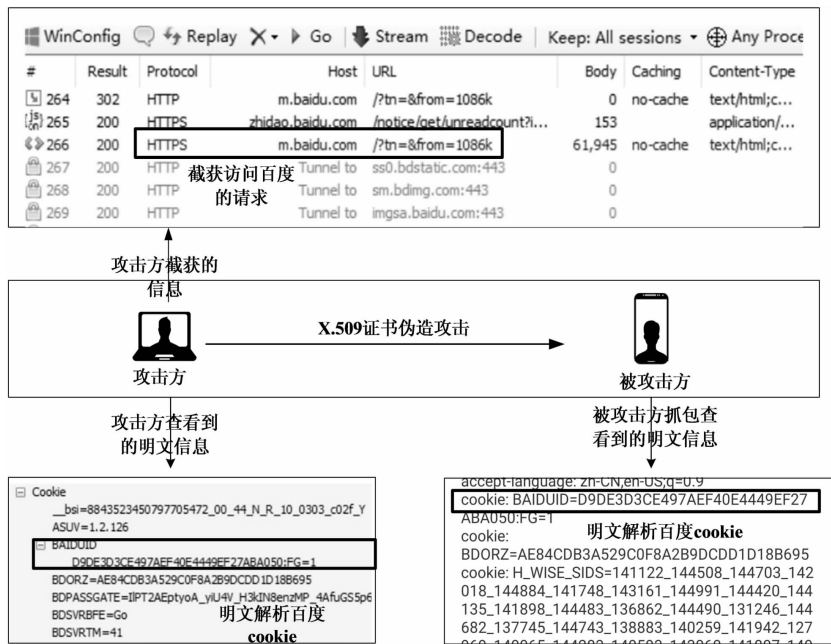 WinConfig Replay Go Stream Decode Keep: All sessions Any Proce
# Result Protocol Host URL Body Caching Content-Type
264 302 HTTP m.baidu.com /?tn=&from=1086k 0 no-cache text/html;c...
265 200 HTTPS zhidao.baidu.com /notice/get/unreadcount?i... 153 application/...
266 200 HTTPS m.baidu.com /?tn=&from=1086k 61,945 no-cache text/html;c...
267 200 HTTP Tunnel to ss0.bdstatic.com:443 0
268 200 HTTP Tunnel to sm.bdimg.com:443 0
269 200 HTTP Tunnel to imgsa.baidu.com:443 0
截获访问百度
的请求
攻击方截获的
信息
X.509证书伪造攻击
攻击方
被攻击方
攻击方查看到
的明文信息
被攻击方抓包查
看到的明文信息
Cookie
__bsi=8843523450797705472_00_44_N_R_10_0303_c02f_Y
ASUV=1.2.126
BAIDUID
D9DE3D3CE497AEF40E4449EF27ABA050:FG=1
BDORZ=AE84CDB3A529C0F8A2B9DCDD1D18B695
BDPASSGATE=IlPT2AEptyoA_yiU4V_H3kIN8enzMP_4AfuGS5p6
BDSVRBFE=Go
BDSVRTM=41
明文解析百度
cookie
accept-language: zh-CN,en-US;q=0.9
cookie: BAIDUID=D9DE3D3CE497AEF40E4449EF27
ABA050:FG=1
cookie:
明文解析百度cookie
BDORZ=AE84CDB3A529C0F8A2B9DCDD1D18B695
cookie: H_WISE_SIDS=141122_144508_144703_142
018_144884_141748_143161_144991_144420_144
135_141898_144483_136862_144490_131246_144
682_137745_144743_138883_140259_141942_127